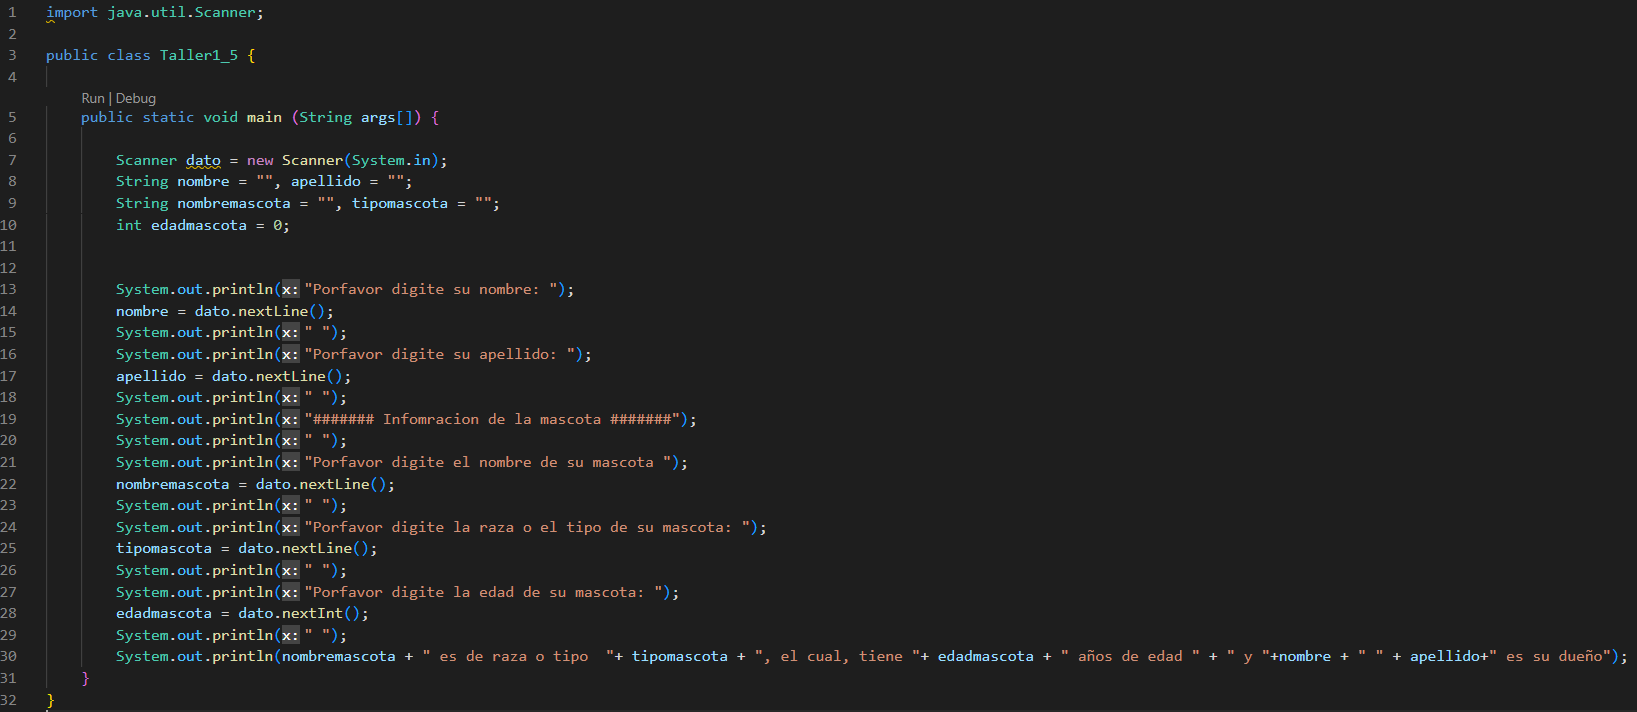 1 import java.util.Scanner;
2
3 public class Taller1_5 {
4
Run | Debug
5 public static void main (String args[]) {
6
7 Scanner dato = new Scanner(System.in);
8 String nombre = "", apellido = "";
9 String nombremascota = "", tipomascota = "";
10 int edadmascota = 0;
11
12
13 System.out.println(x: "Porfavor digite su nombre: ");
14 nombre = dato.nextLine();
15 System.out.println(x: " ");
16 System.out.println(x: "Porfavor digite su apellido: ");
17 apellido = dato.nextLine();
18 System.out.println(x: " ");
19 System.out.println(x: "####### Infomracion de la mascota #######");
20 System.out.println(x: " ");
21 System.out.println(x: "Porfavor digite el nombre de su mascota ");
22 nombremascota = dato.nextLine();
23 System.out.println(x: " ");
24 System.out.println(x: "Porfavor digite la raza o el tipo de su mascota: ");
25 tipomascota = dato.nextLine();
26 System.out.println(x: " ");
27 System.out.println(x: "Porfavor digite la edad de su mascota: ");
28 edadmascota = dato.nextInt();
29 System.out.println(x: " ");
30 System.out.println(nombremascota + " es de raza o tipo  "+ tipomascota + ", el cual, tiene "+ edadmascota + " años de edad " + " y "+nombre + " " + apellido+" es su dueño");
31 }
32 }